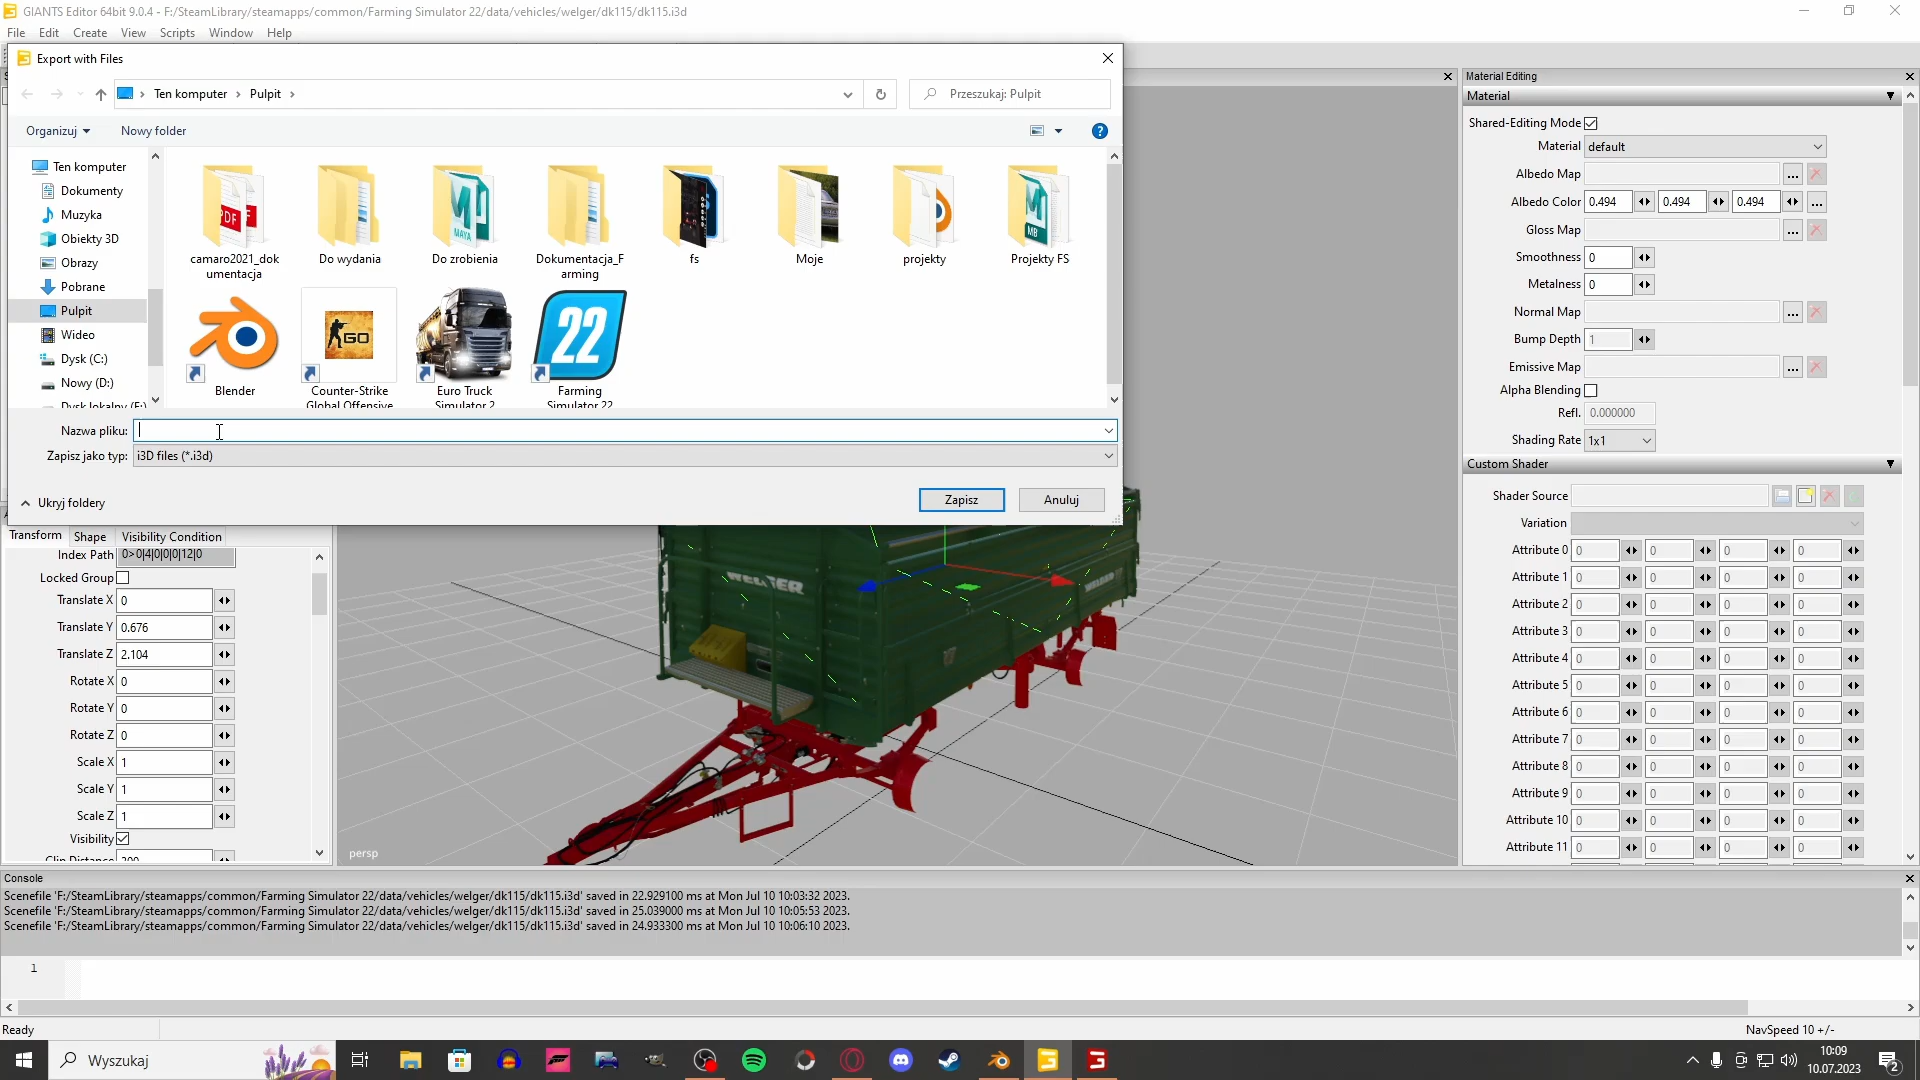 GIANTS Editor 64bit 9.0.4 - F:/SteamLibrary/steamapps/common/Farming Simulator 22/data/vehicles/welger/dk115/dk115.i3d
File Edit Create View Scripts Window Help
Export with Files
Ten komputer > Pulpit >
Przeszukaj: Pulpit
Organizuj
Nowy folder
Ten komputer
Dokumenty
Muzyka
Obiekty 3D
Obrazy
Pobrane
Pulpit
Wideo
Dysk (C:)
Nowy (D:)
Dysk lokalny (E:)
camaro2021_dok
umentacja
Do wydania
Do zrobienia
Dokumentacja_F
arming
fs
Moje
projekty
Projekty FS
Blender
Counter-Strike
Global Offensive
Euro Truck
Simulator 2
Farming
Simulator 22
PDF
MAYA
MB
GO
22
Nazwa pliku:
Zapisz jako typ: i3D files (*.i3d)
Ukryj foldery
Zapisz
Anuluj
Transform Shape Visibility Condition
Index Path 0>0|4|0|0|0|12|0
Locked Group
Translate X 0
Translate Y 0.676
Translate Z 2.104
Rotate X 0
Rotate Y 0
Rotate Z 0
Scale X 1
Scale Y 1
Scale Z 1
Visibility
Clip Distance 300
WELGER
persp
Material Editing
Material
Shared-Editing Mode
Material default
Albedo Map ...
Albedo Color 0.494 0.494 0.494 ...
Gloss Map ...
Smoothness 0
Metalness 0
Normal Map ...
Bump Depth 1
Emissive Map ...
Alpha Blending
Refl. 0.000000
Shading Rate 1x1
Custom Shader
Shader Source
Variation
Attribute 0 0 0 0 0
Attribute 1 0 0 0 0
Attribute 2 0 0 0 0
Attribute 3 0 0 0 0
Attribute 4 0 0 0 0
Attribute 5 0 0 0 0
Attribute 6 0 0 0 0
Attribute 7 0 0 0 0
Attribute 8 0 0 0 0
Attribute 9 0 0 0 0
Attribute 10 0 0 0 0
Attribute 11 0 0 0 0
Console
Scenefile 'F:/SteamLibrary/steamapps/common/Farming Simulator 22/data/vehicles/welger/dk115/dk115.i3d' saved in 22.929100 ms at Mon Jul 10 10:03:32 2023.
Scenefile 'F:/SteamLibrary/steamapps/common/Farming Simulator 22/data/vehicles/welger/dk115/dk115.i3d' saved in 25.039000 ms at Mon Jul 10 10:05:53 2023.
Scenefile 'F:/SteamLibrary/steamapps/common/Farming Simulator 22/data/vehicles/welger/dk115/dk115.i3d' saved in 24.933300 ms at Mon Jul 10 10:06:10 2023.
1
Ready
NavSpeed 10 +/-
Wyszukaj
10:09
10.07.2023
2